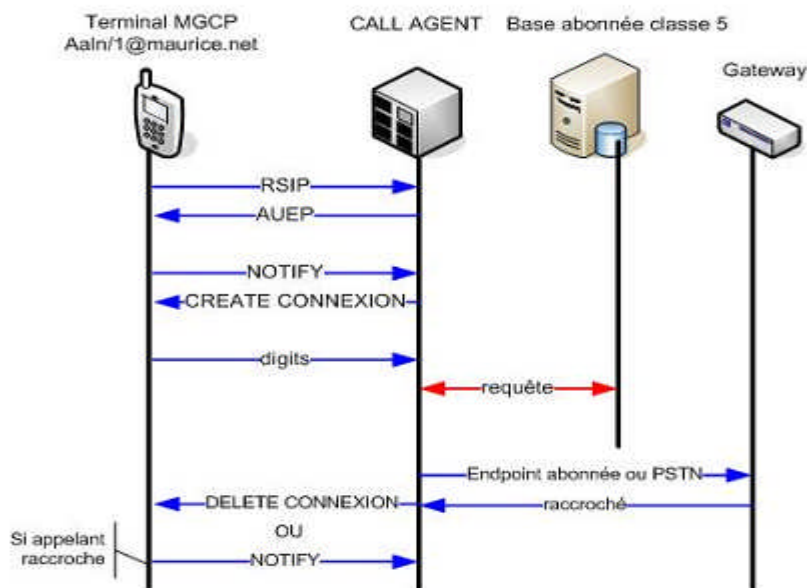 Terminal MGCP
Aaln/1@maurice.net
CALL AGENT
Base abonnée classe 5
Gateway
RSIP
AUEP
NOTIFY
CREATE CONNEXION
digits
requête
Endpoint abonnée ou PSTN
DELETE CONNEXION
raccroché
OU
Si appelant
raccroche
NOTIFY